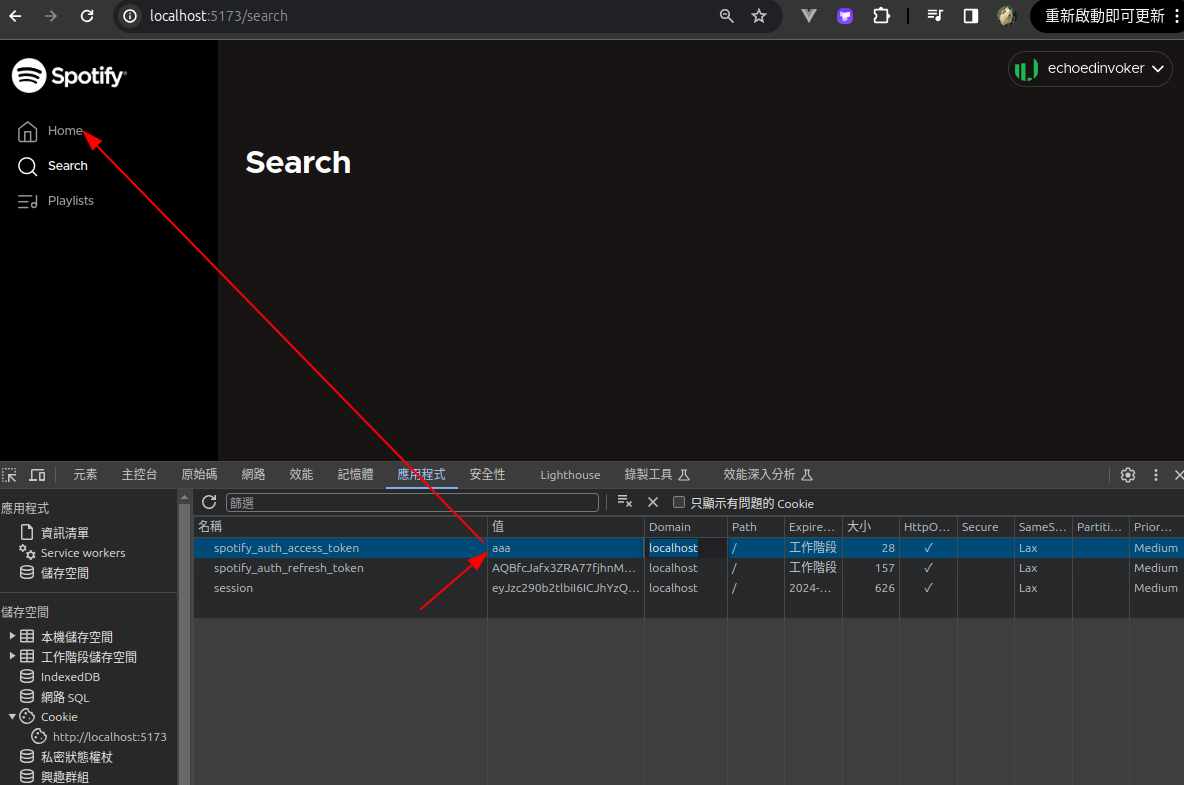 localhost:5173/search
重新啟動即可更新
Spotify
echoedinvoker
Home
Search
Playlists
Search
元素 主控台 原始碼 網路 效能 記憶體 應用程式 安全性 Lighthouse 錄製工具 效能深入分析
應用程式
資訊清單
Service workers
儲存空間
儲存空間
本機儲存空間
工作階段儲存空間
IndexedDB
網路 SQL
Cookie
http://localhost:5173
私密狀態權杖
興趣群組
篩選 只顯示有問題的 Cookie
名稱 值 Domain Path Expire... 大小 HttpO... Secure SameS... Partiti... Prior...
spotify_auth_access_token aaa localhost / 工作階段 28 ✓ Lax Medium
spotify_auth_refresh_token AQBfcJafx3ZRA77fjhnM... localhost / 工作階段 157 ✓ Lax Medium
session eyJzc290b2tlbiI6ICJhYzQ... localhost / 2024-... 626 ✓ Lax Medium